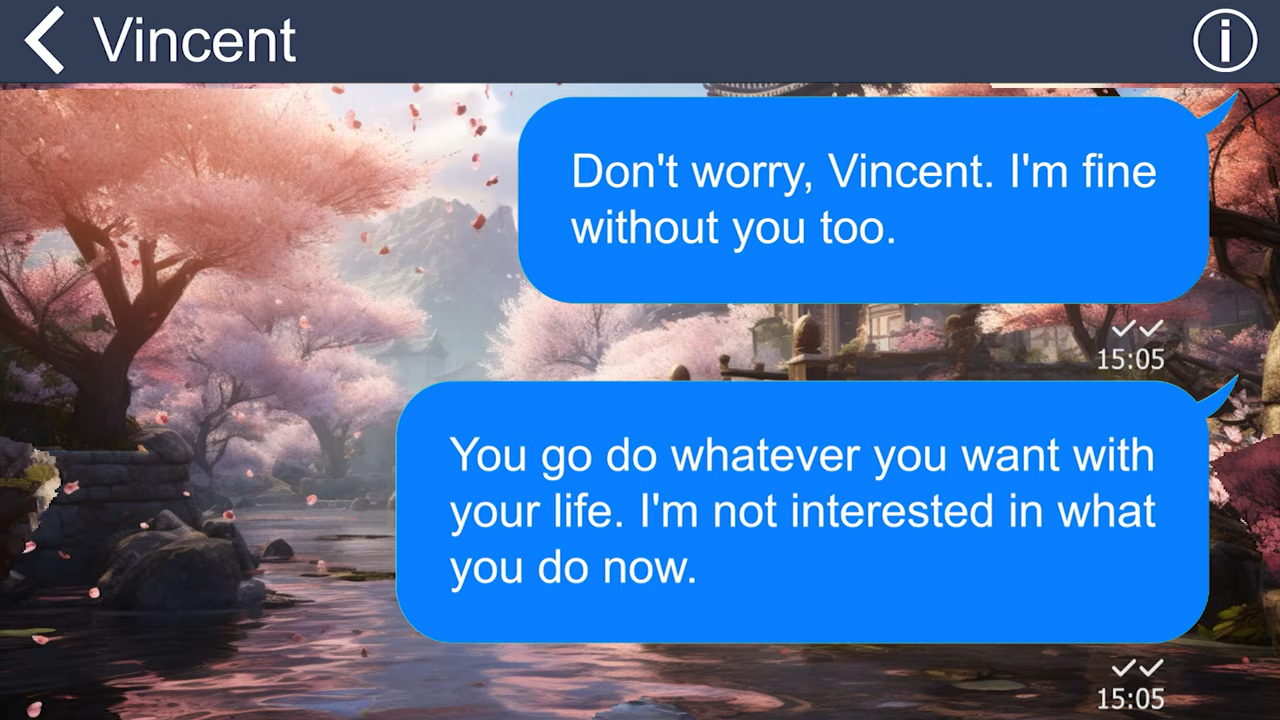 Vincent
Don't worry, Vincent. I'm fine
without you too.
15:05
You go do whatever you want with
your life. I'm not interested in what
you do now.
15:05